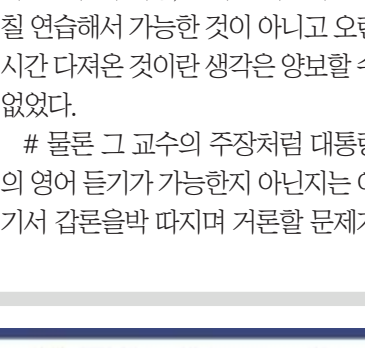 칠 연습해서 가능한 것이 아니고 오랜
시간 다져온 것이란 생각은 양보할 수
없었다.
# 물론 그 교수의 주장처럼 대통령
의 영어 듣기가 가능한지 아닌지는 여
기서 갑론을박 따지며 거론할 문제가